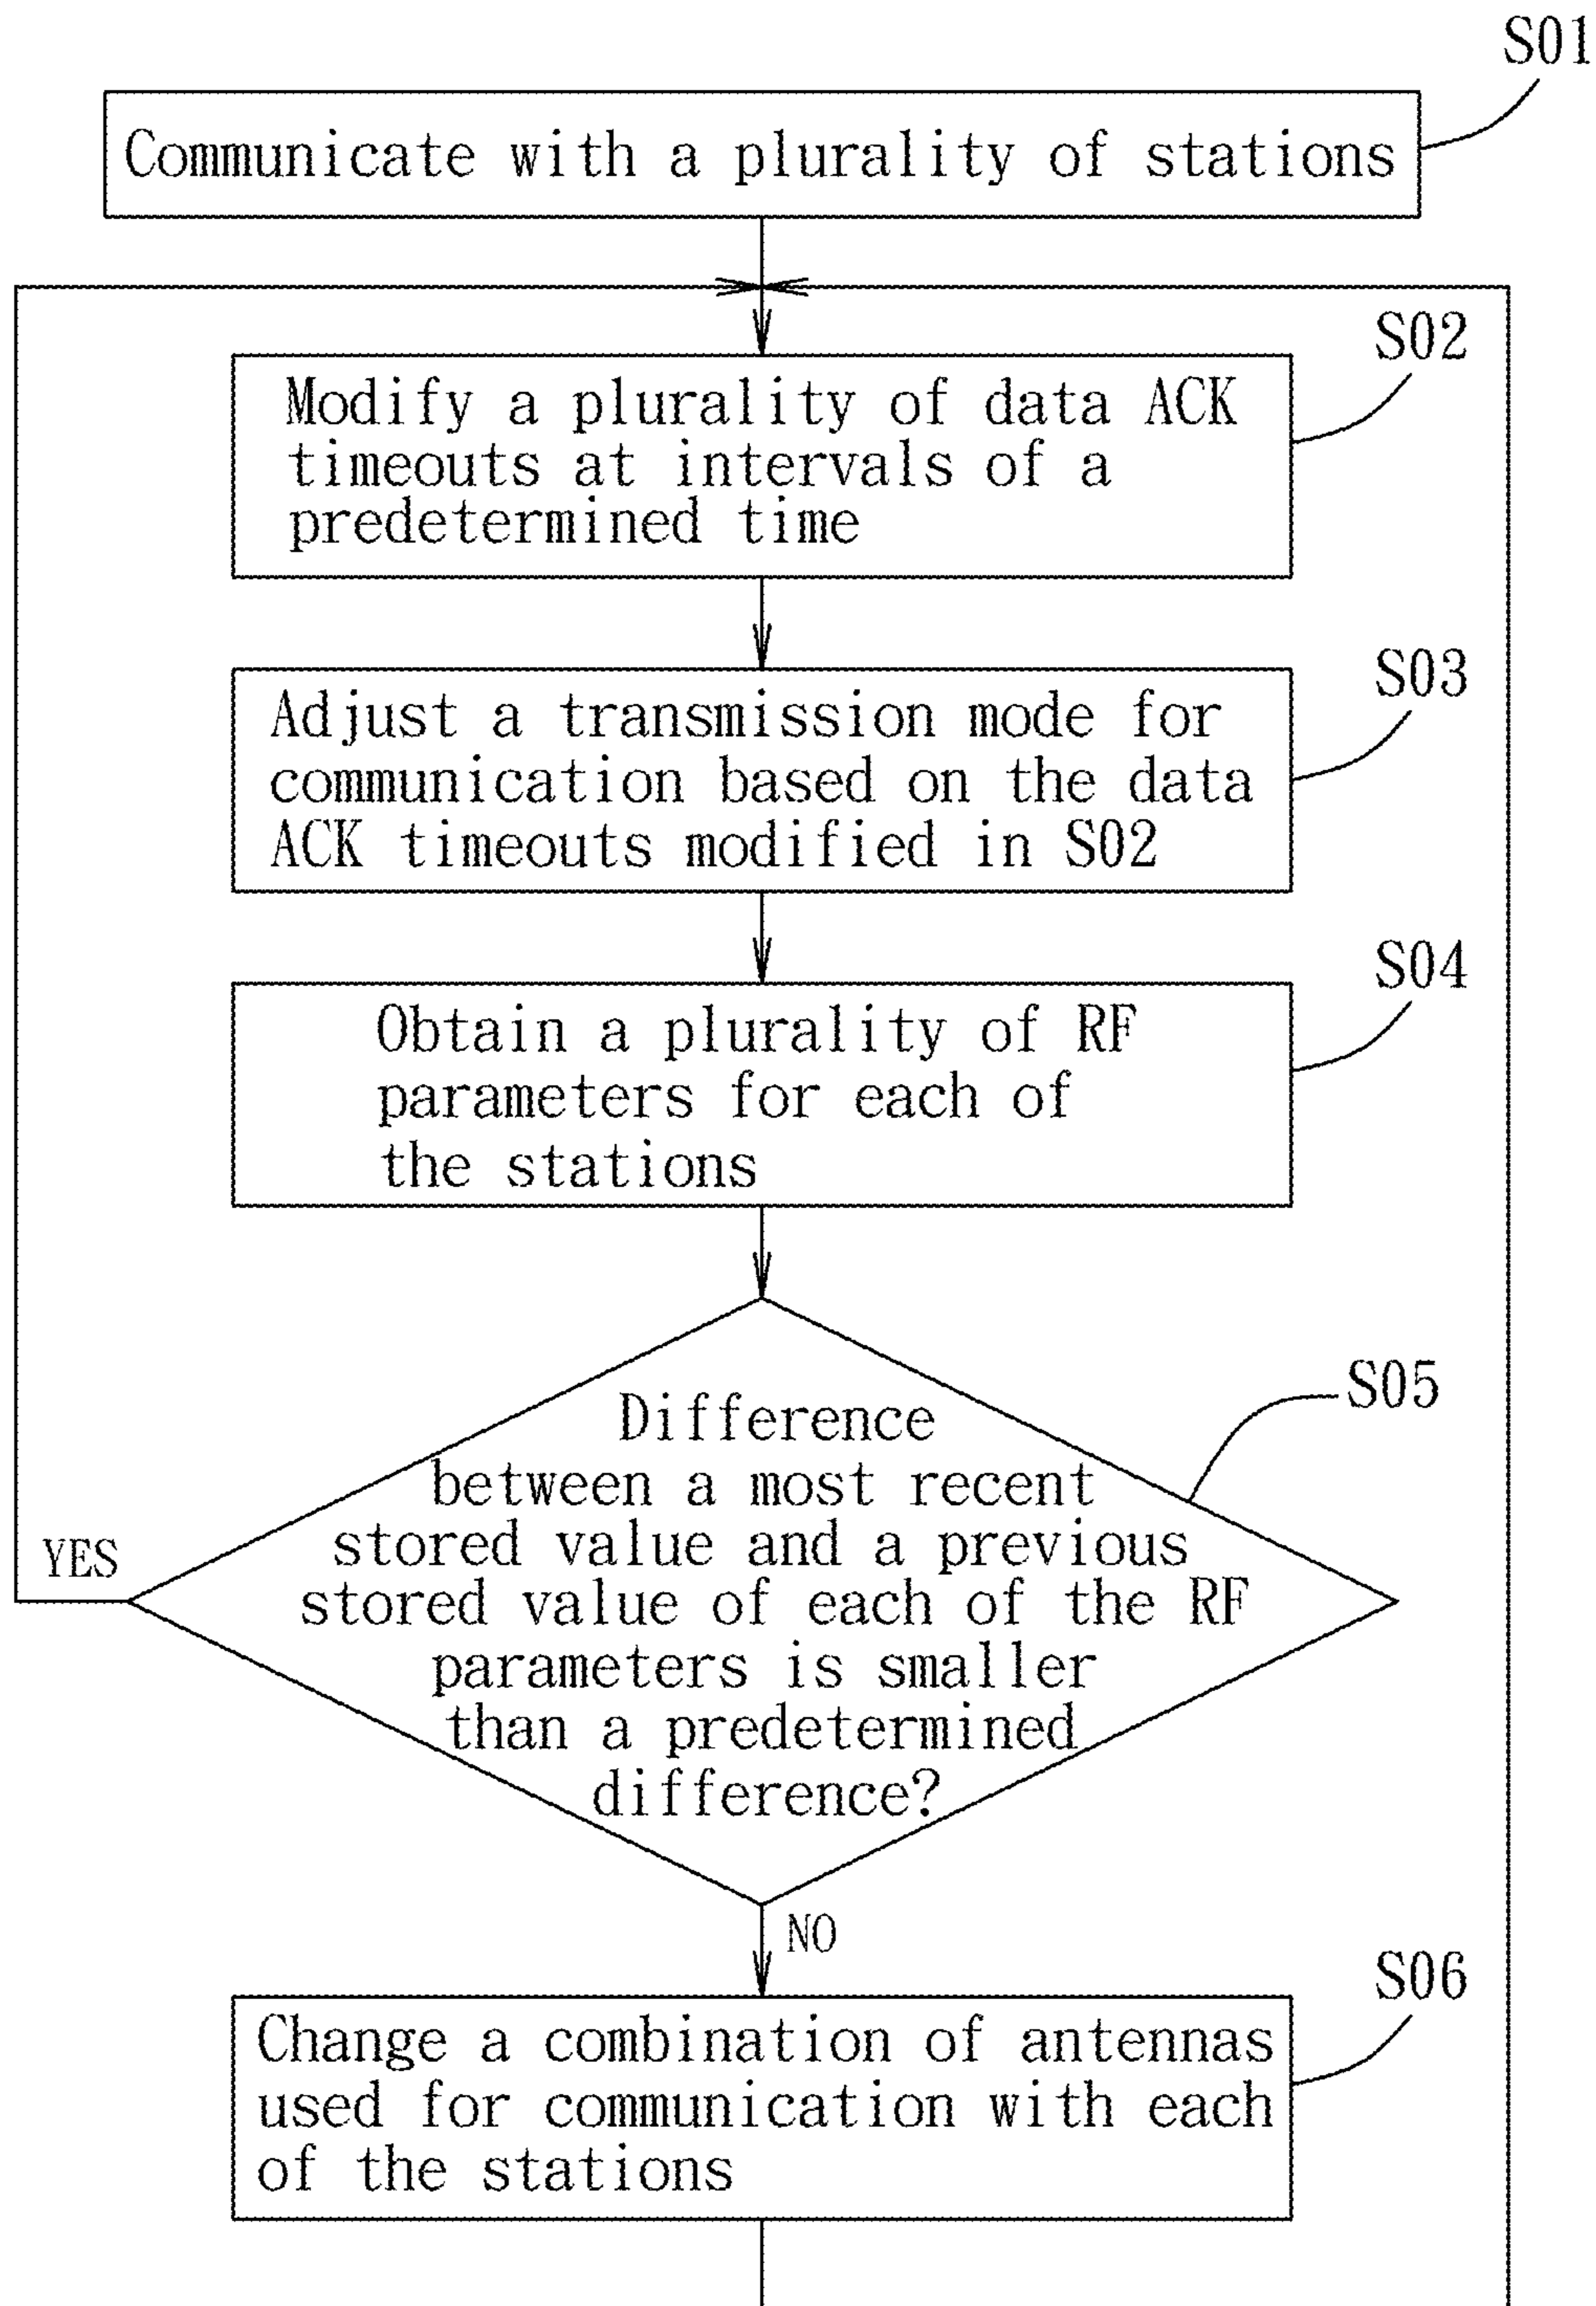 S01
Communicate with a plurality of stations
S02
Modify a plurality of data ACK
timeouts at intervals of a
predetermined time
S03
Adjust a transmission mode for
communication based on the data
ACK timeouts modified in S02
S04
Obtain a plurality of RF
parameters for each of
the stations
S05
Difference
between a most recent
stored value and a previous
stored value of each of the RF
parameters is smaller
than a predetermined
difference?
YES
NO
S06
Change a combination of antennas
used for communication with each
of the stations